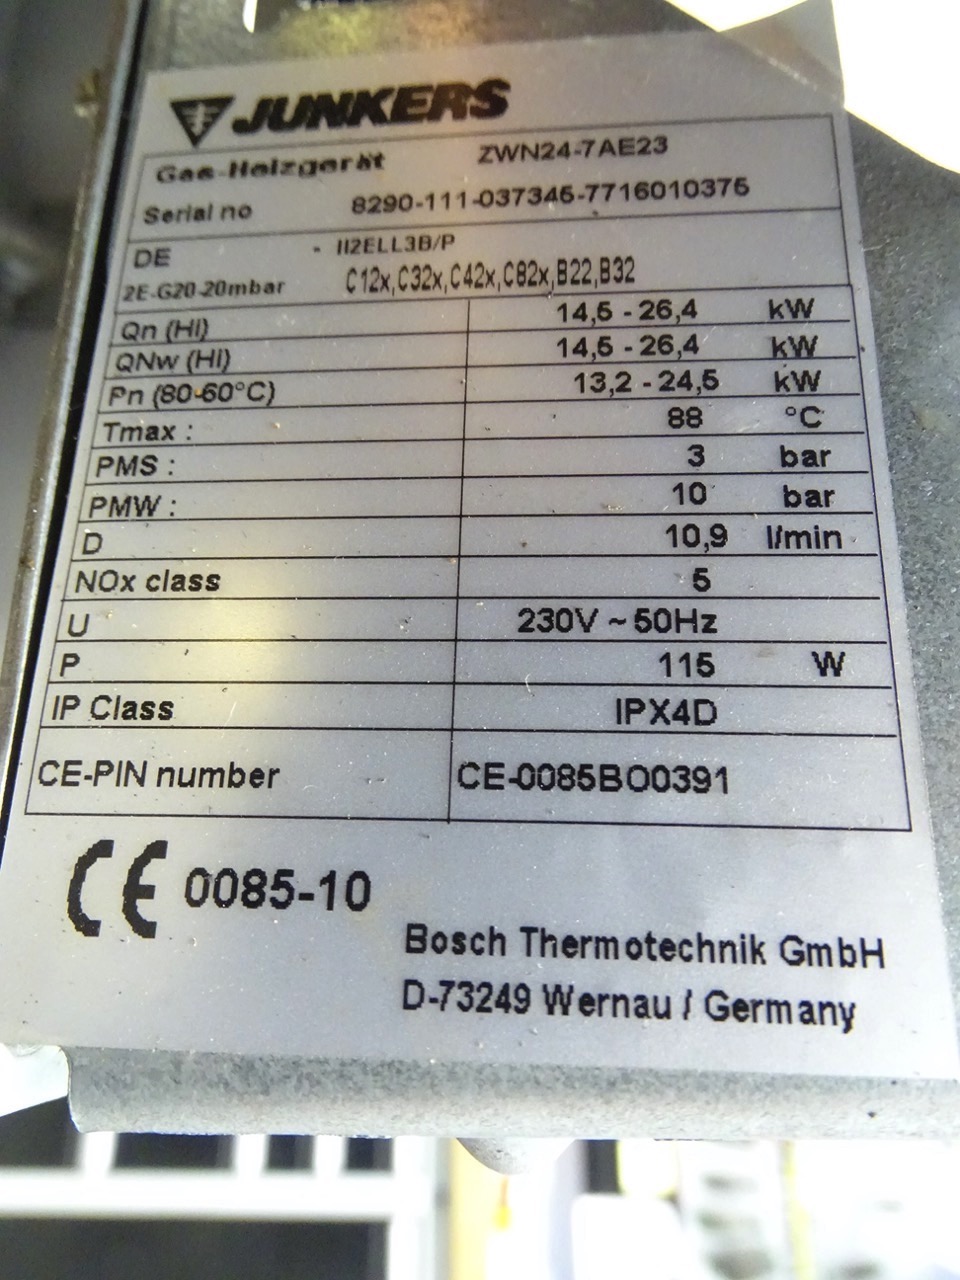 JUNKERS
Gas-Heizgerät ZWN24-7AE23
Serial no 8290-111-037345-7716010375
DE - II2ELL3B/P
2E-G20-20mbar C12x,C32x,C42x,C82x,B22,B32
Qn (Hi) 14,5 - 26,4 kW
QNw (Hi) 14,5 - 26,4 kW
Pn (80-60°C) 13,2 - 24,5 kW
Tmax : 88 °C
PMS : 3 bar
PMW : 10 bar
D 10,9 l/min
NOx class 5
U 230V ~ 50Hz
P 115 W
IP Class IPX4D
CE-PIN number CE-0085BO0391
CE 0085-10
Bosch Thermotechnik GmbH
D-73249 Wernau / Germany